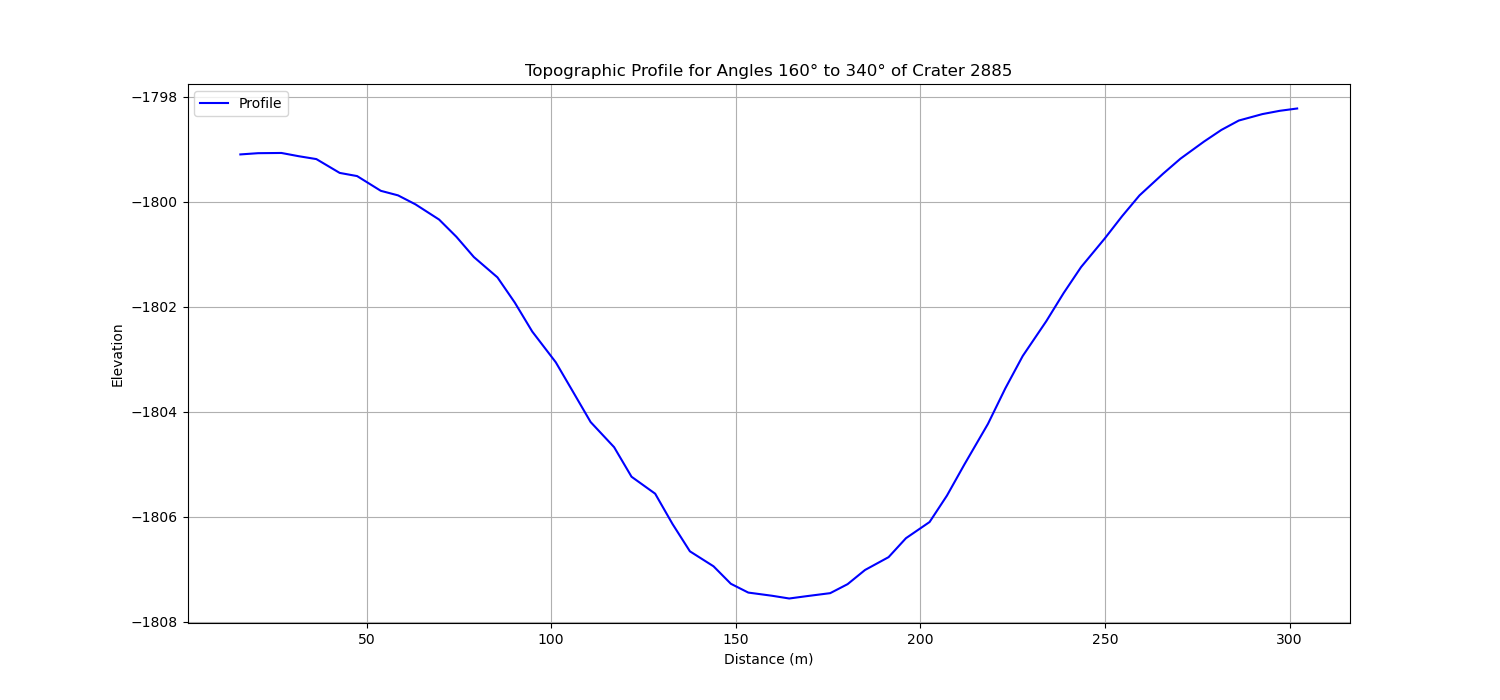 Topographic Profile for Angles 160° to 340° of Crater 2885
Profile
−1798
−1800
−1802
−1804
−1806
−1808
Elevation
50 100 150 200 250 300
Distance (m)